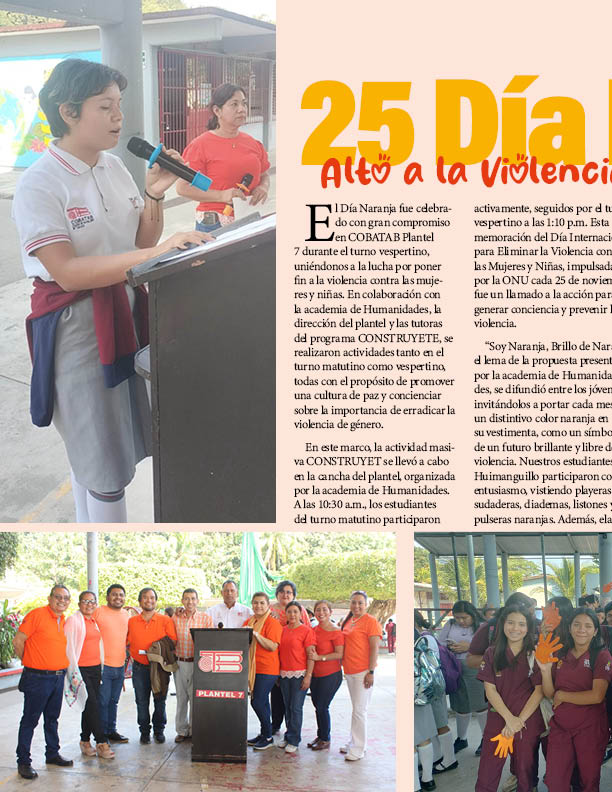 25 Día
Alto a la Violencia
COBATAB
El Día Naranja fue celebra-
do con gran compromiso
en COBATAB Plantel
7 durante el turno vespertino,
uniéndonos a la lucha por poner
fin a la violencia contra las muje-
res y niñas. En colaboración con
la academia de Humanidades, la
dirección del plantel y las tutoras
del programa CONSTRUYETE, se
realizaron actividades tanto en el
turno matutino como vespertino,
todas con el propósito de promover
una cultura de paz y concienciar
sobre la importancia de erradicar la
violencia de género.
En este marco, la actividad masi-
va CONSTRUYET se llevó a cabo
en la cancha del plantel, organizada
por la academia de Humanidades.
A las 10:30 a.m., los estudiantes
del turno matutino participaron
activamente, seguidos por el tu
vespertino a las 1:10 p.m. Esta
memoración del Día Internaci
para Eliminar la Violencia con
las Mujeres y Niñas, impulsada
por la ONU cada 25 de noviem
fue un llamado a la acción para
generar conciencia y prevenir l
violencia.
“Soy Naranja, Brillo de Nara
el lema de la propuesta present
por la academia de Humanida
des, se difundió entre los jóven
invitándolos a portar cada mes
un distintivo color naranja en
su vestimenta, como un símbo
de un futuro brillante y libre de
violencia. Nuestros estudiantes
Huimanguillo participaron co
entusiasmo, vistiendo playeras
sudaderas, diademas, listones y
pulseras naranjas. Además, ela
PLANTEL 7